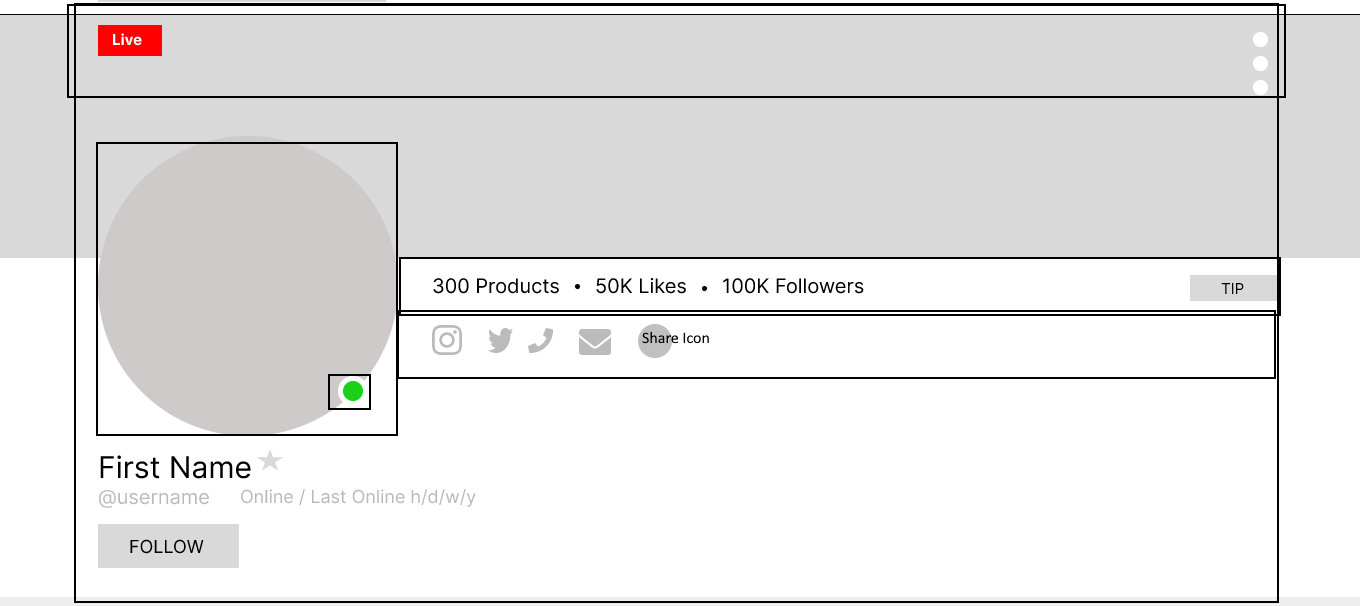 Live
300 Products • 50K Likes • 100K Followers
TIP
Share Icon
First Name
@username Online / Last Online h/d/w/y
FOLLOW